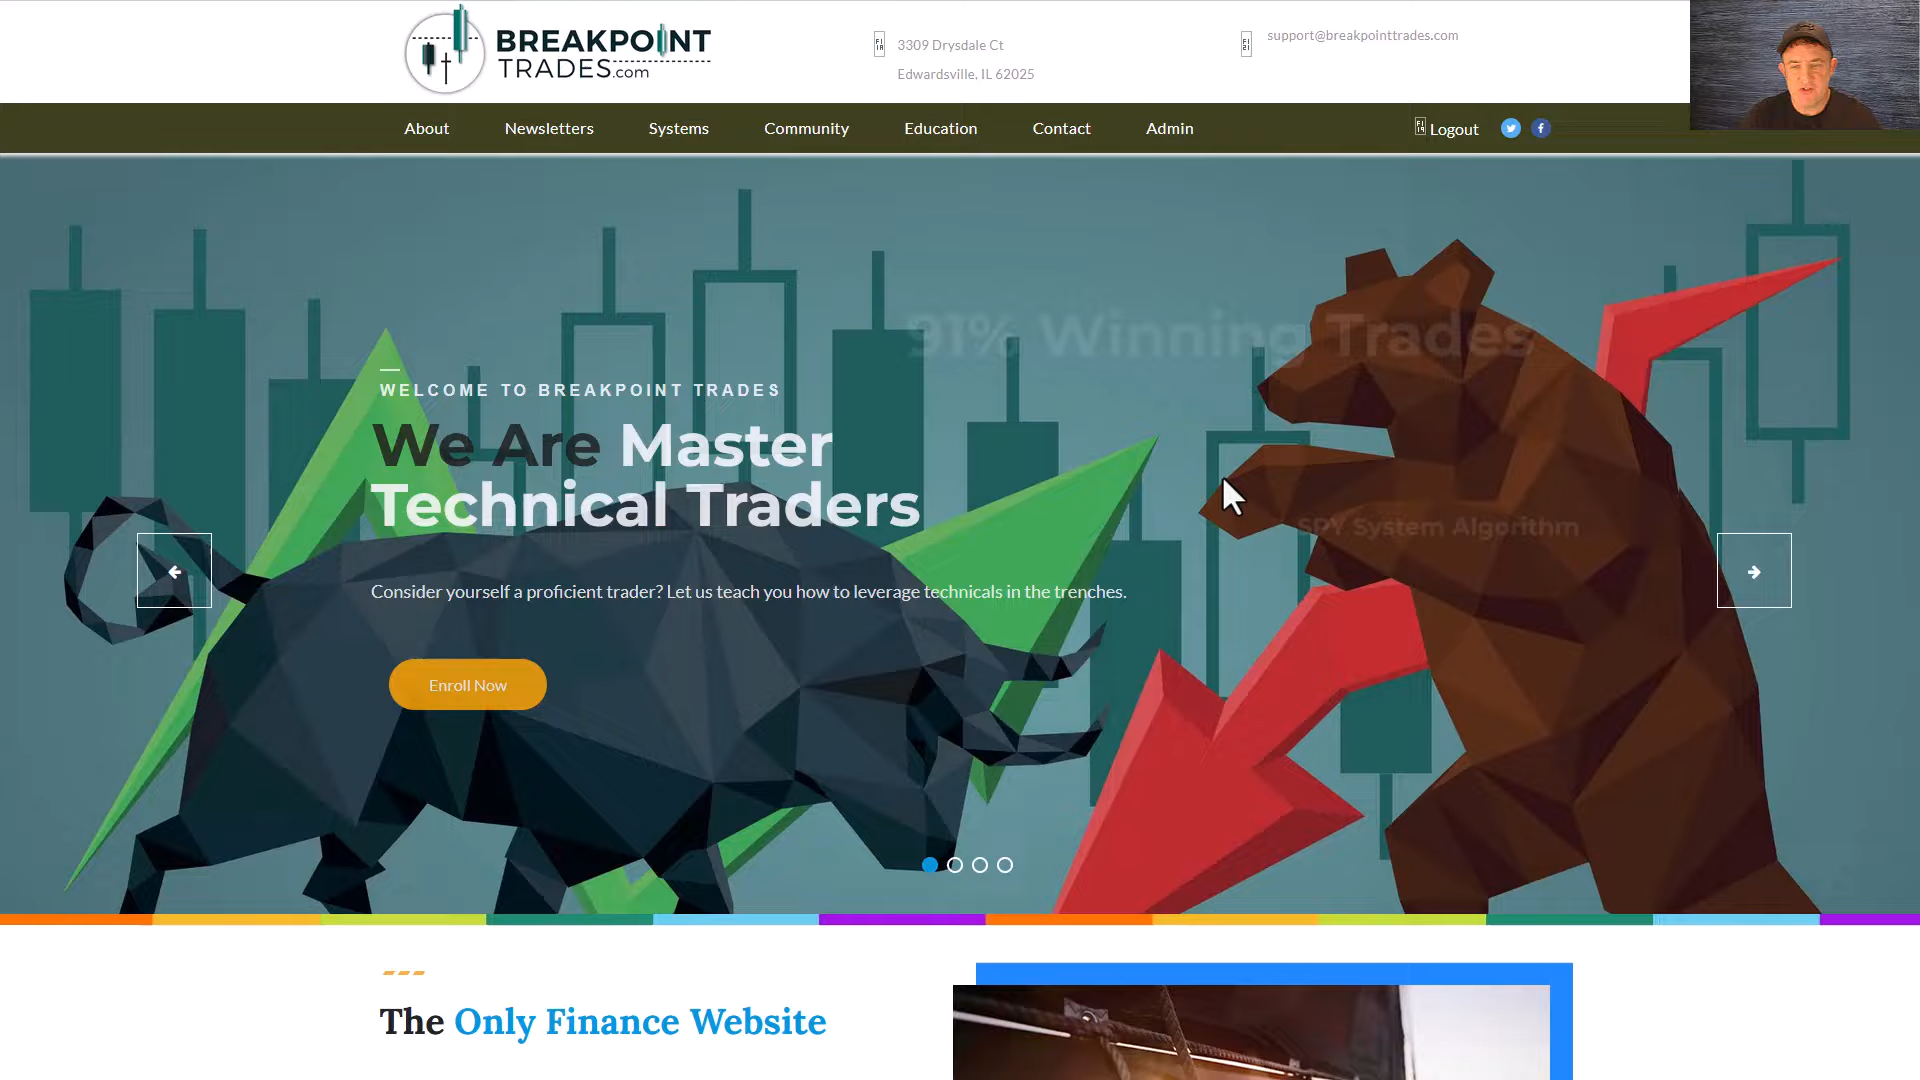 BREAKPOINT
TRADES.com
3309 Drysdale Ct
Edwardsville, IL 62025
support@breakpointtrades.com
About
Newsletters
Systems
Community
Education
Contact
Admin
Logout
91% Winning Trades
WELCOME TO BREAKPOINT TRADES
We Are Master
Technical Traders
SPY System Algorithm
Consider yourself a proficient trader? Let us teach you how to leverage technicals in the trenches.
Enroll Now
The Only Finance Website